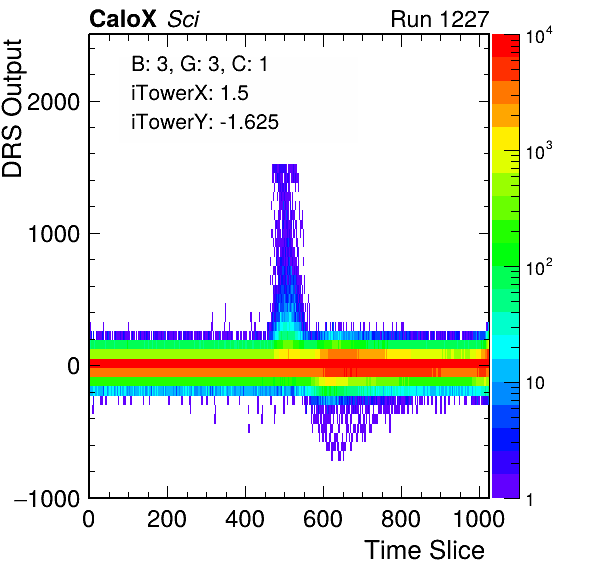 CaloX Sci
Run 1227
DRS Output
B: 3, G: 3, C: 1
iTowerX: 1.5
iTowerY: -1.625
2000
1000
0
−1000
0 200 400 600 800 1000
Time Slice
10⁴
10³
10²
10
1